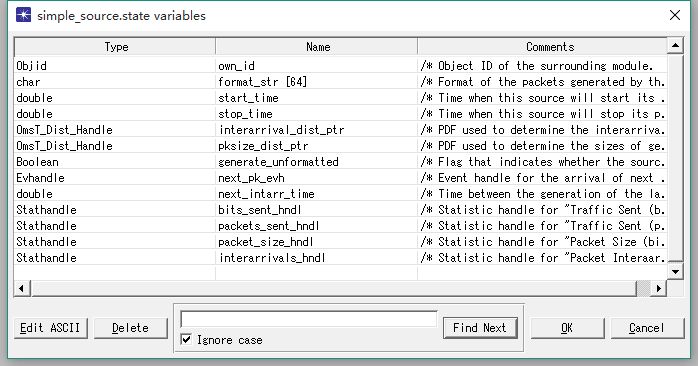 simple_source.state variables
Type Name Comments
Objid own_id /* Object ID of the surrounding module.
char format_str [64] /* Format of the packets generated by th.
double start_time /* Time when this source will start its .
double stop_time /* Time when this source will stop its p.
OmsT_Dist_Handle interarrival_dist_ptr /* PDF used to determine the interarriva.
OmsT_Dist_Handle pksize_dist_ptr /* PDF used to determine the sizes of ge.
Boolean generate_unformatted /* Flag that indicates whether the sourc.
Evhandle next_pk_evh /* Event handle for the arrival of next .
double next_intarr_time /* Time between the generation of the la.
Stathandle bits_sent_hndl /* Statistic handle for "Traffic Sent (b.
Stathandle packets_sent_hndl /* Statistic handle for "Traffic Sent (p.
Stathandle packet_size_hndl /* Statistic handle for "Packet Size (bi.
Stathandle interarrivals_hndl /* Statistic handle for "Packet Interaar.
Edit ASCII Delete Find Next OK Cancel
Ignore case